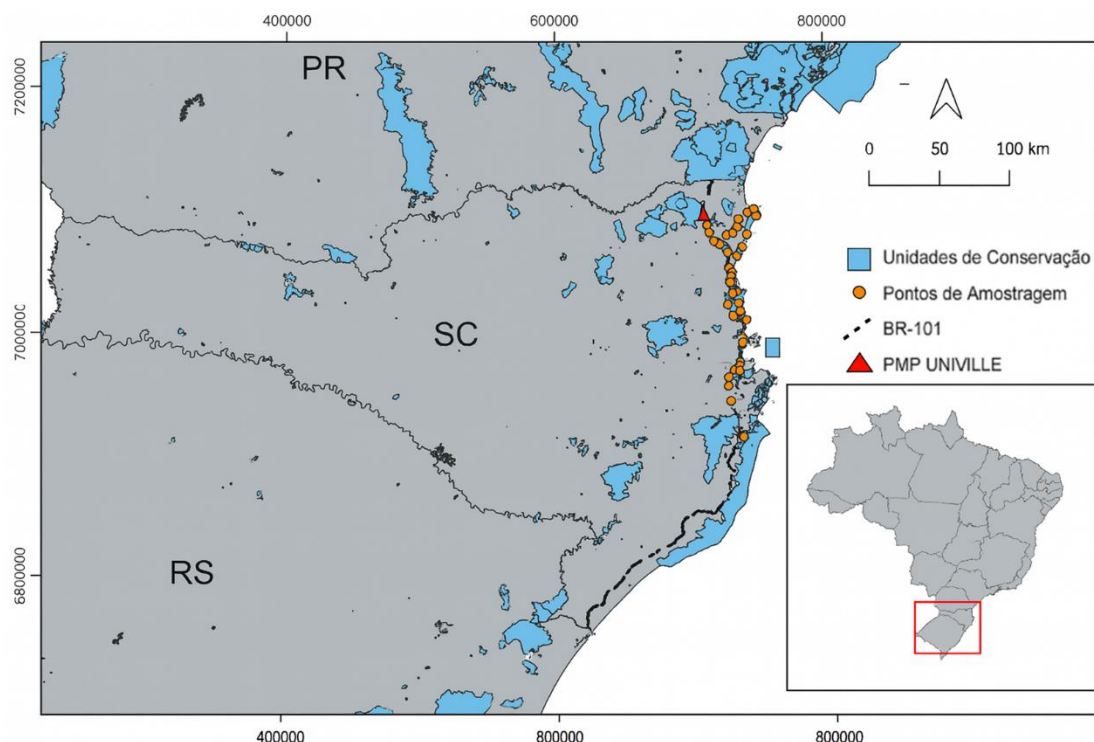 400000
600000
800000
7200000
7000000
6800000
PR
SC
RS
0
50
100 km
Unidades de Conservação
Pontos de Amostragem
BR-101
PMP UNIVILLE
400000
800000
800000